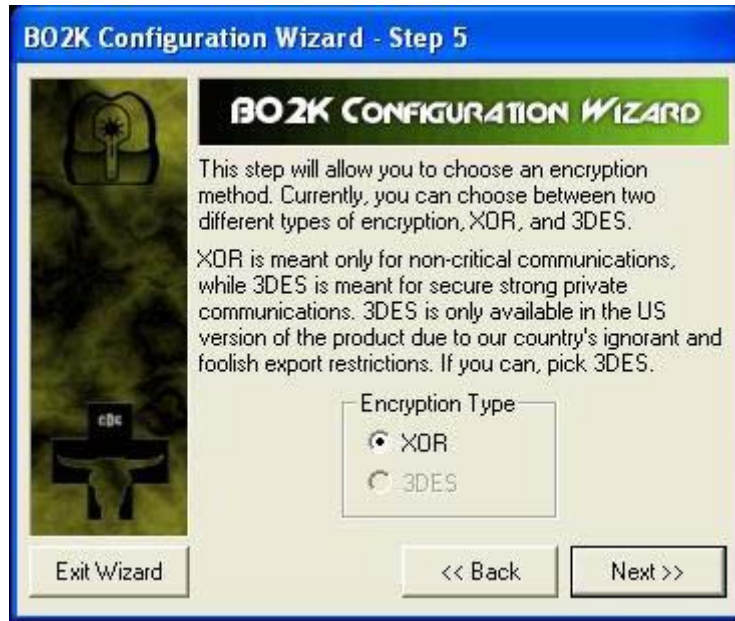 BO2K Configuration Wizard - Step 5
BO2K CONFIGURATION WIZARD
This step will allow you to choose an encryption
method. Currently, you can choose between two
different types of encryption, XOR, and 3DES.
XOR is meant only for non-critical communications,
while 3DES is meant for secure strong private
communications. 3DES is only available in the US
version of the product due to our country's ignorant and
foolish export restrictions. If you can, pick 3DES.
cDc
Encryption Type
XOR
3DES
Exit Wizard
<< Back
Next >>